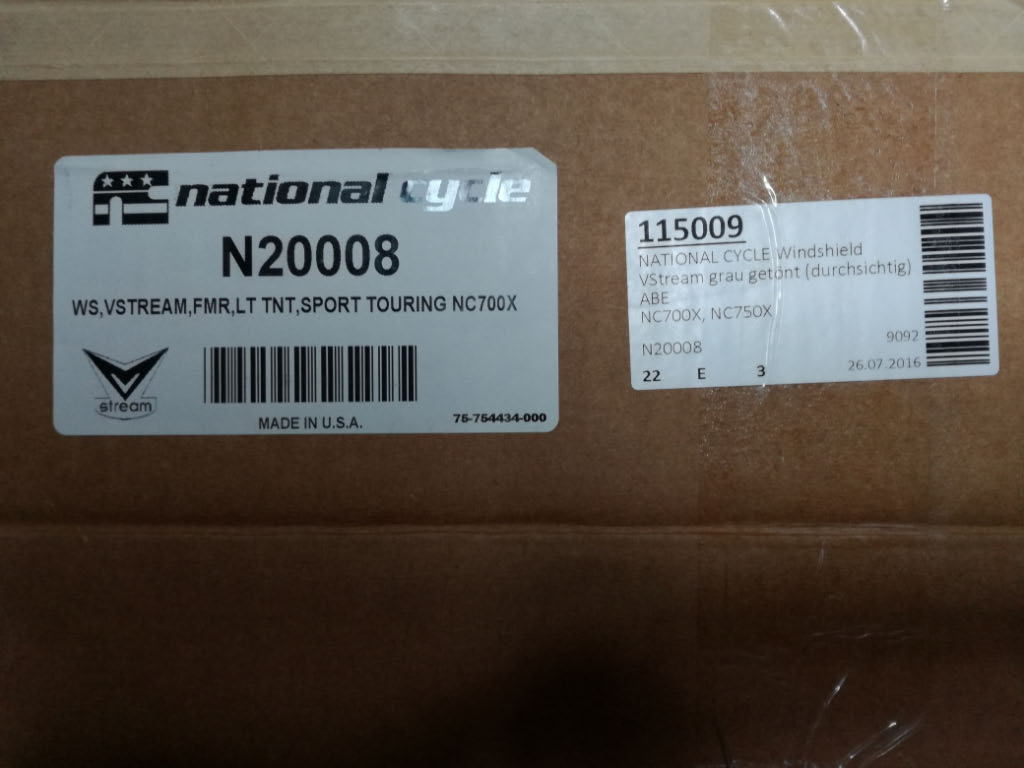 national cycle
N20008
WS,VSTREAM,FMR,LT TNT,SPORT TOURING NC700X
stream
MADE IN U.S.A.
75-754434-000
115009
NATIONAL CYCLE Windshield
VStream grau getönt (durchsichtig)
ABE
NC700X, NC750X
9092
N20008
26.07.2016
22 E 3